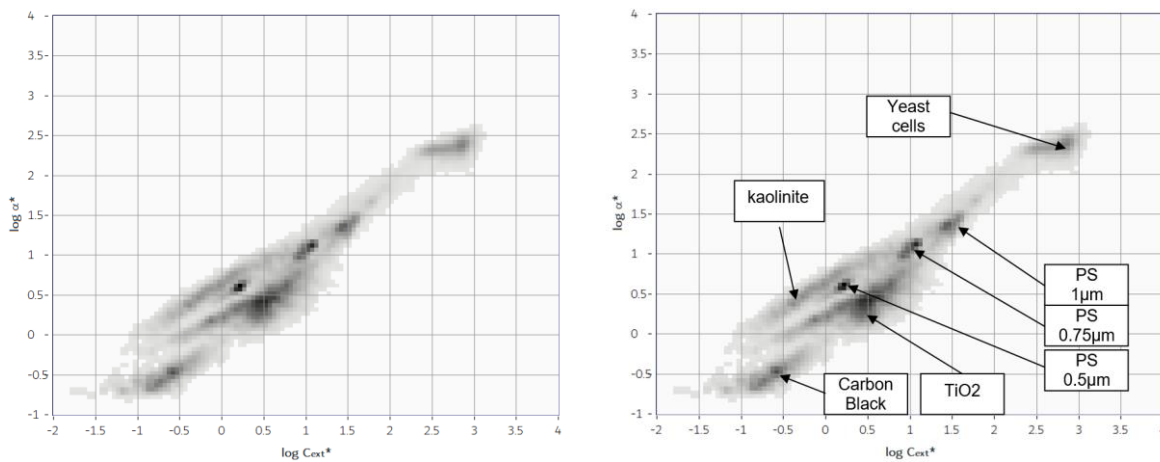 4-
3.5-
3-
2.5-
2-
1.5-
1-
0.5-
0-
-0.5-
-1-
log α*
-2 -1.5 -1 -0.5 0 0.5 1 1.5 2 2.5 3 3.5 4
log Cext*
4-
3.5-
3-
2.5-
2-
1.5-
1-
0.5-
0-
-0.5-
-1-
log α*
-2 -1.5 -1 -0.5 0 0.5 1 1.5 2 2.5 3 3.5 4
log Cext*
Yeast
cells
kaolinite
PS
1µm
PS
0.75µm
PS
0.5µm
Carbon
Black
TiO2